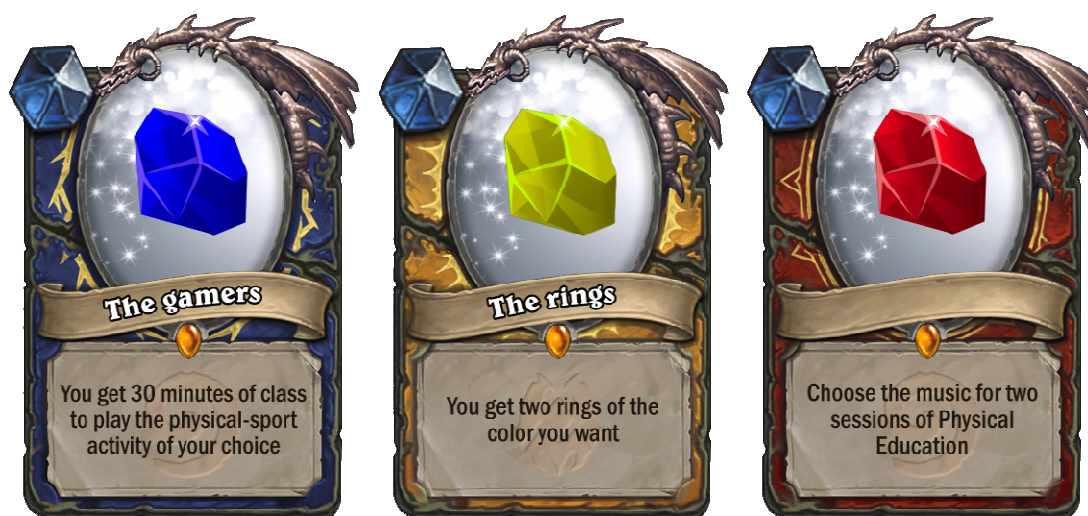 The gamers
You get 30 minutes of class
to play the physical-sport
activity of your choice
The rings
You get two rings of the
color you want
Choose the music for two
sessions of Physical
Education